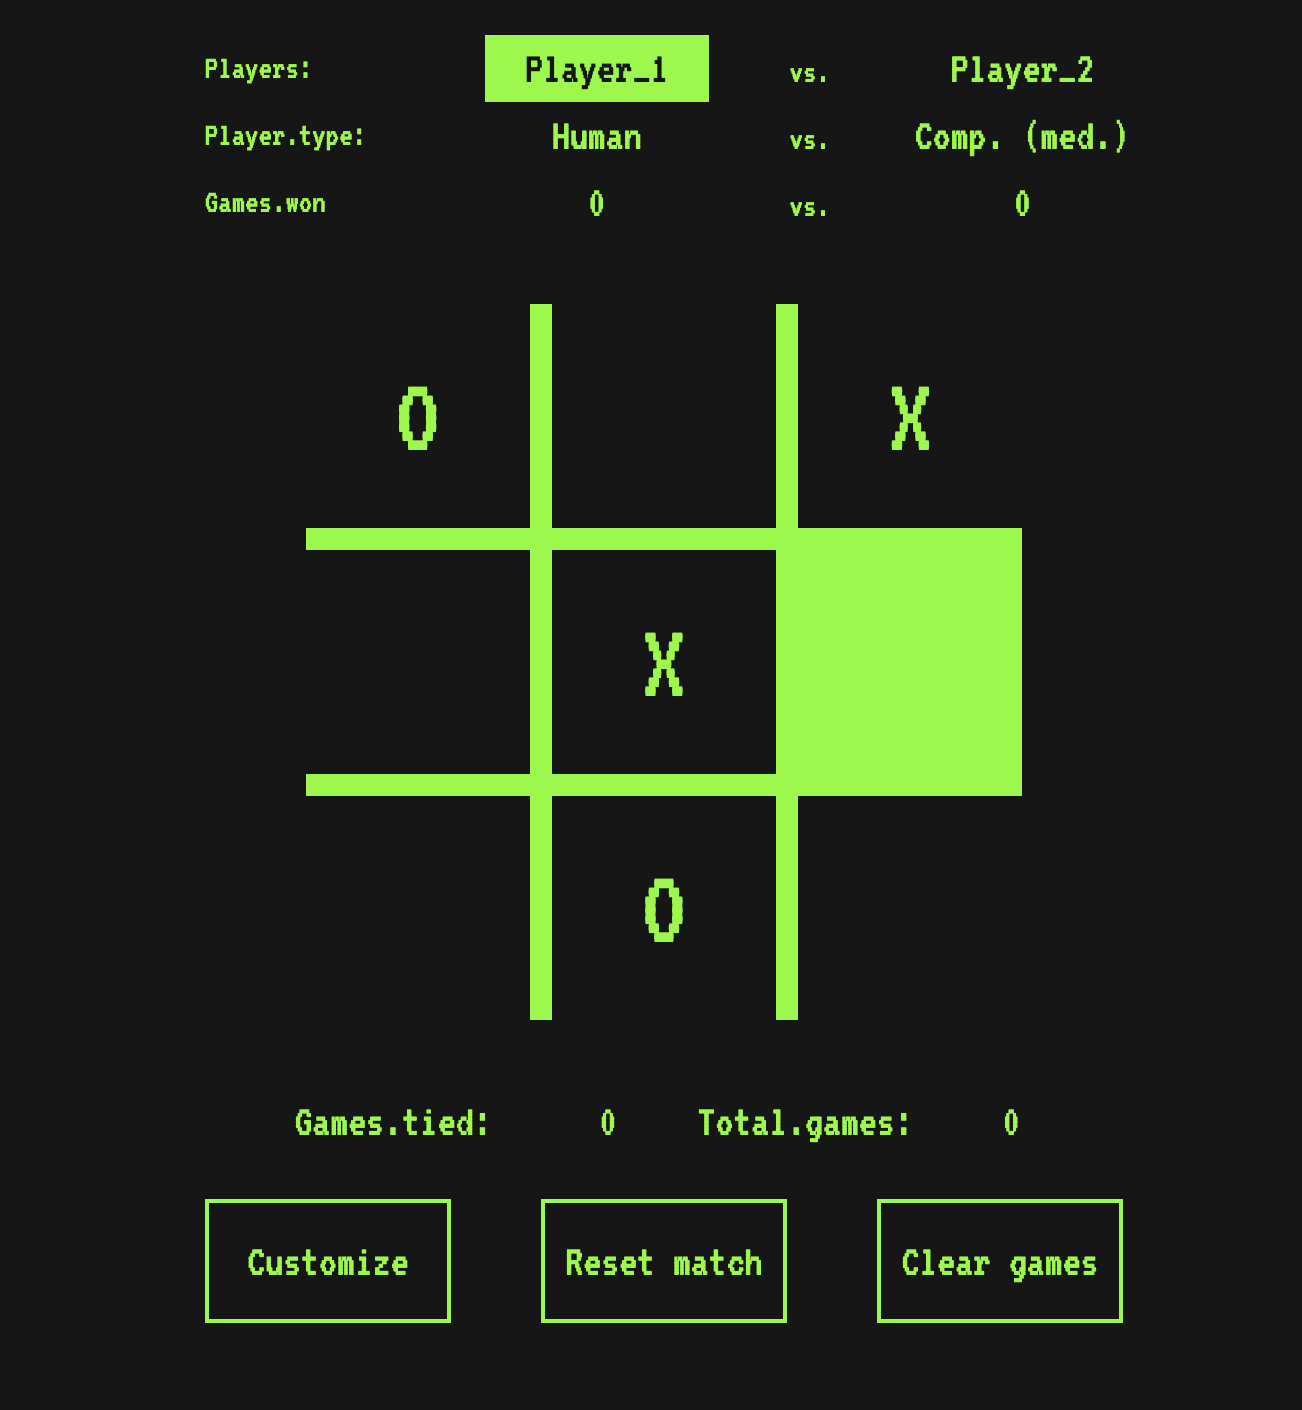 Players: Player_1 vs. Player_2
Player.type: Human vs. Comp. (med.)
Games.won 0 vs. 0
O X
X
O
Games.tied: 0 Total.games: 0
Customize Reset match Clear games